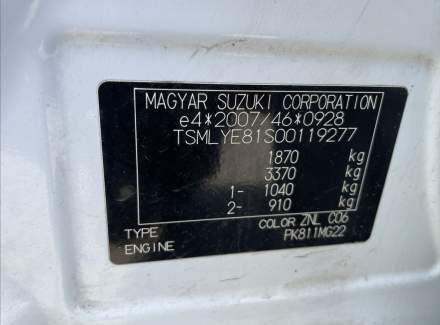 MAGYAR SUZUKI CORPORATION
e4*2007/46*0928
TSMLYE81S00119277
1870 kg
3370 kg
1- 1040 kg
2- 910 kg
COLOR ZNL C06
TYPE PK811MG22
ENGINE